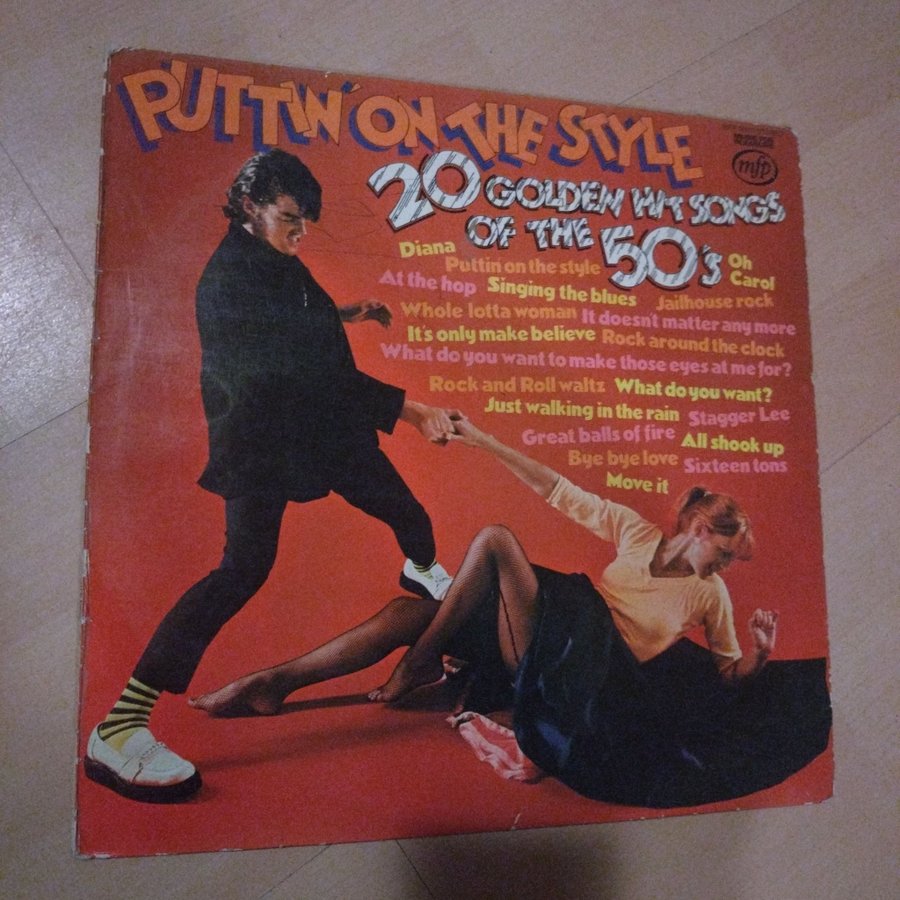 PUTTIN' ON THE STYLE
MUSIC FOR PLEASURE
mfp
20 GOLDEN HIT SONGS
OF THE 50's
Diana
Oh Carol
Puttin on the style
At the hop Singing the blues Jailhouse rock
Whole lotta woman It doesn't matter any more
It's only make believe Rock around the clock
What do you want to make those eyes at me for?
Rock and Roll waltz What do you want?
Just walking in the rain Stagger Lee
Great balls of fire All shook up
Bye bye love Sixteen tons
Move it